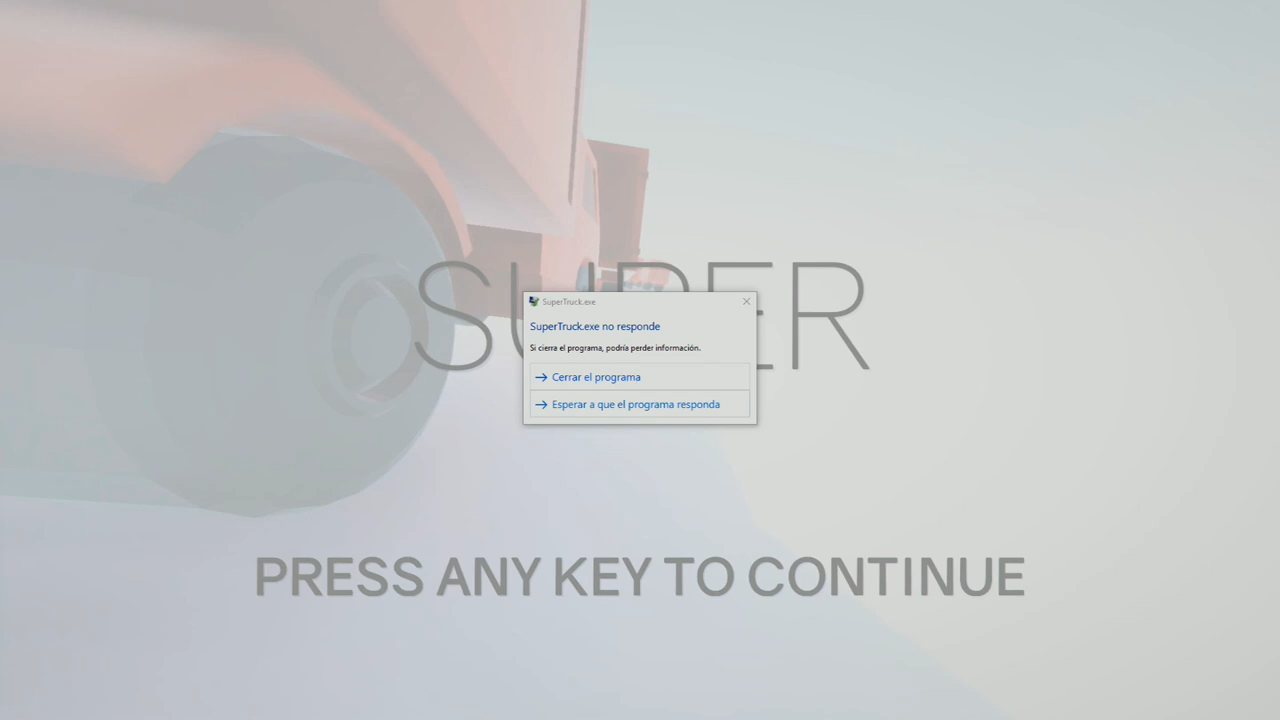 SUPER
SuperTruck.exe
SuperTruck.exe no responde
Si cierra el programa, podría perder información.
Cerrar el programa
Esperar a que el programa responda
PRESS ANY KEY TO CONTINUE